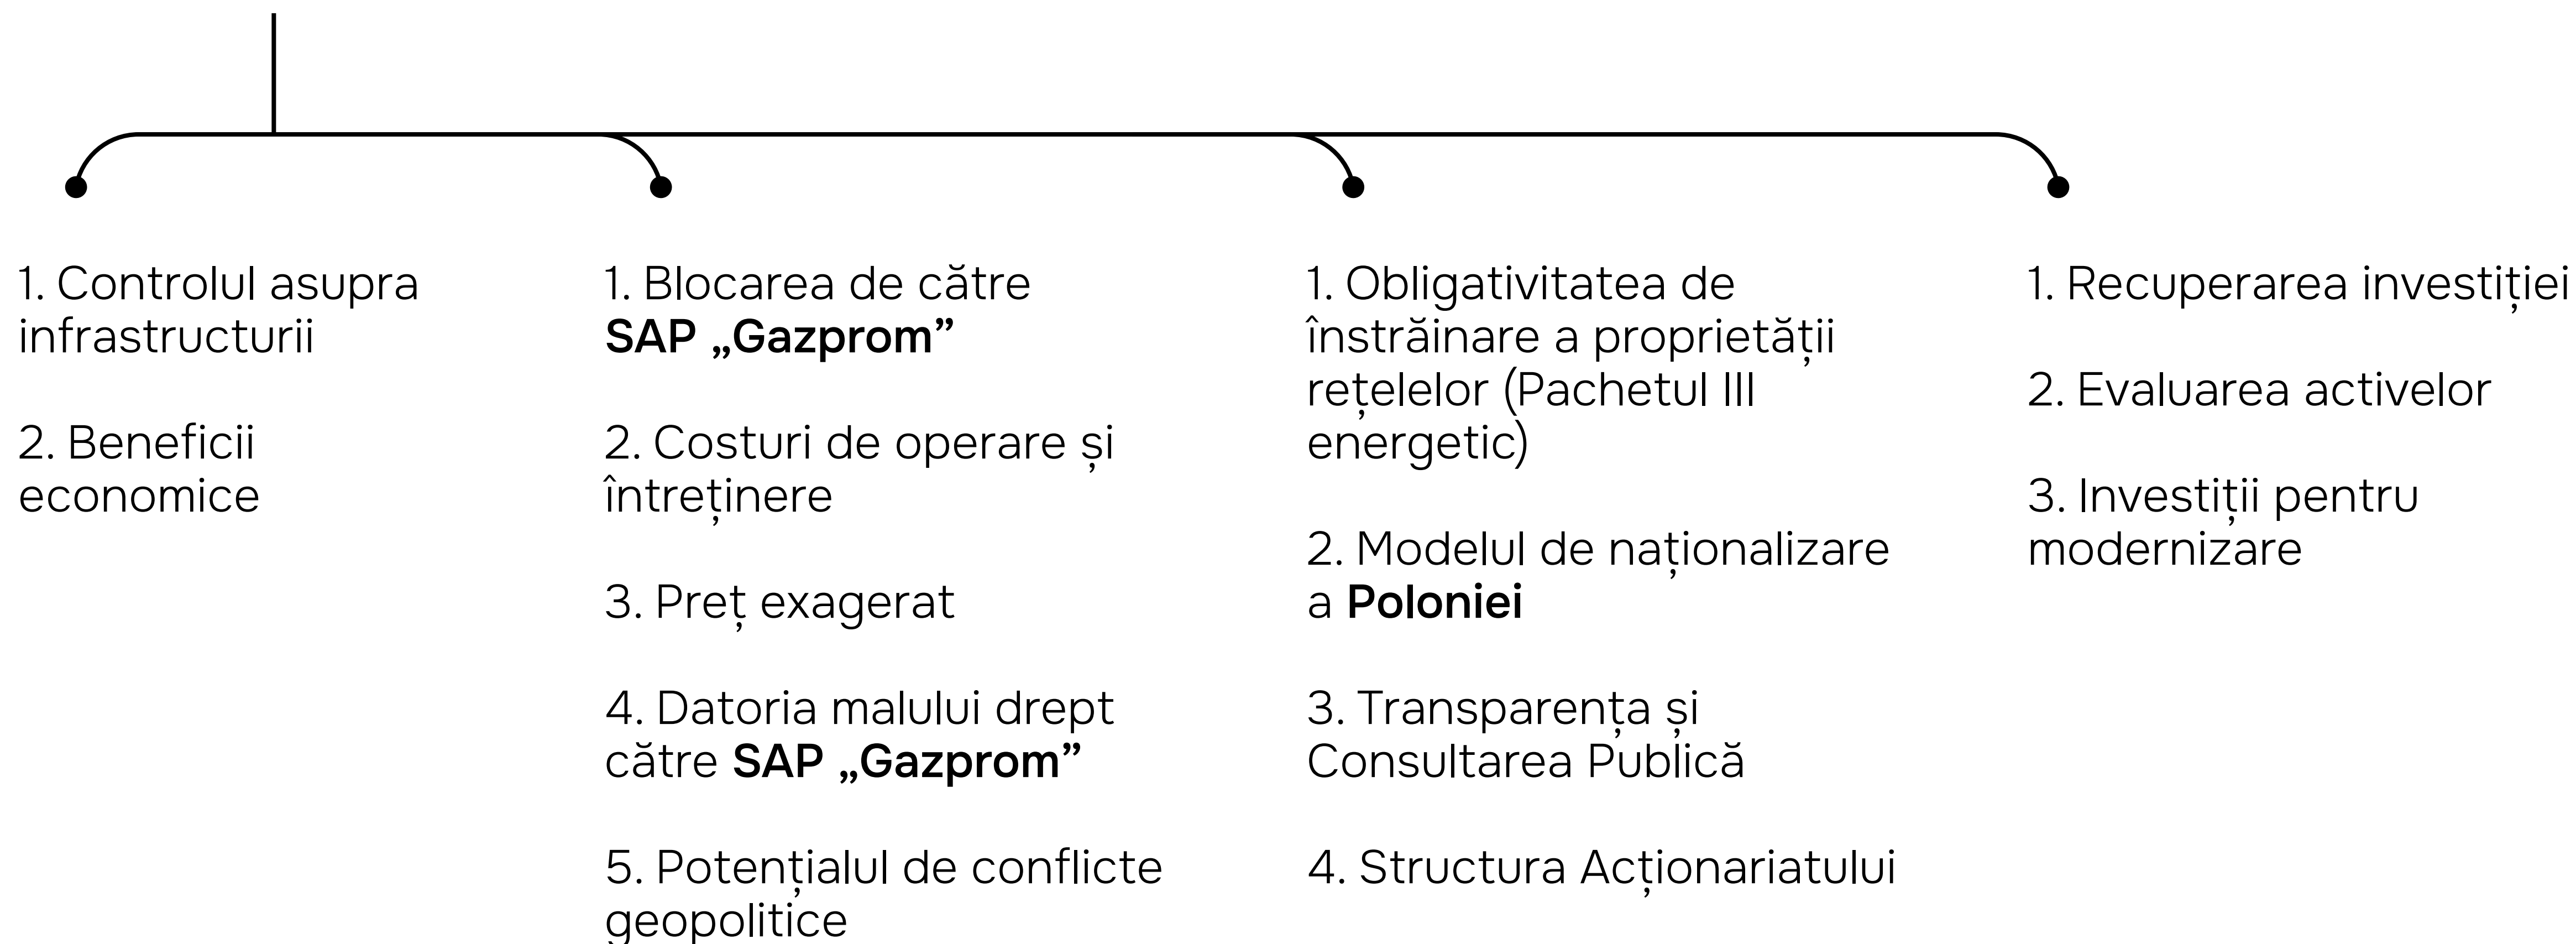 1. Controlul asupra
infrastructurii
2. Beneficii
economice
1. Blocarea de către
SAP „Gazprom”
2. Costuri de operare și
întreținere
3. Preț exagerat
4. Datoria malului drept
către SAP „Gazprom”
5. Potențialul de conflicte
geopolitice
1. Obligativitatea de
înstrăinare a proprietății
rețelelor (Pachetul III
energetic)
2. Modelul de naționalizare
a Poloniei
3. Transparența și
Consultarea Publică
4. Structura Acționariatului
1. Recuperarea investiției
2. Evaluarea activelor
3. Investiții pentru
modernizare